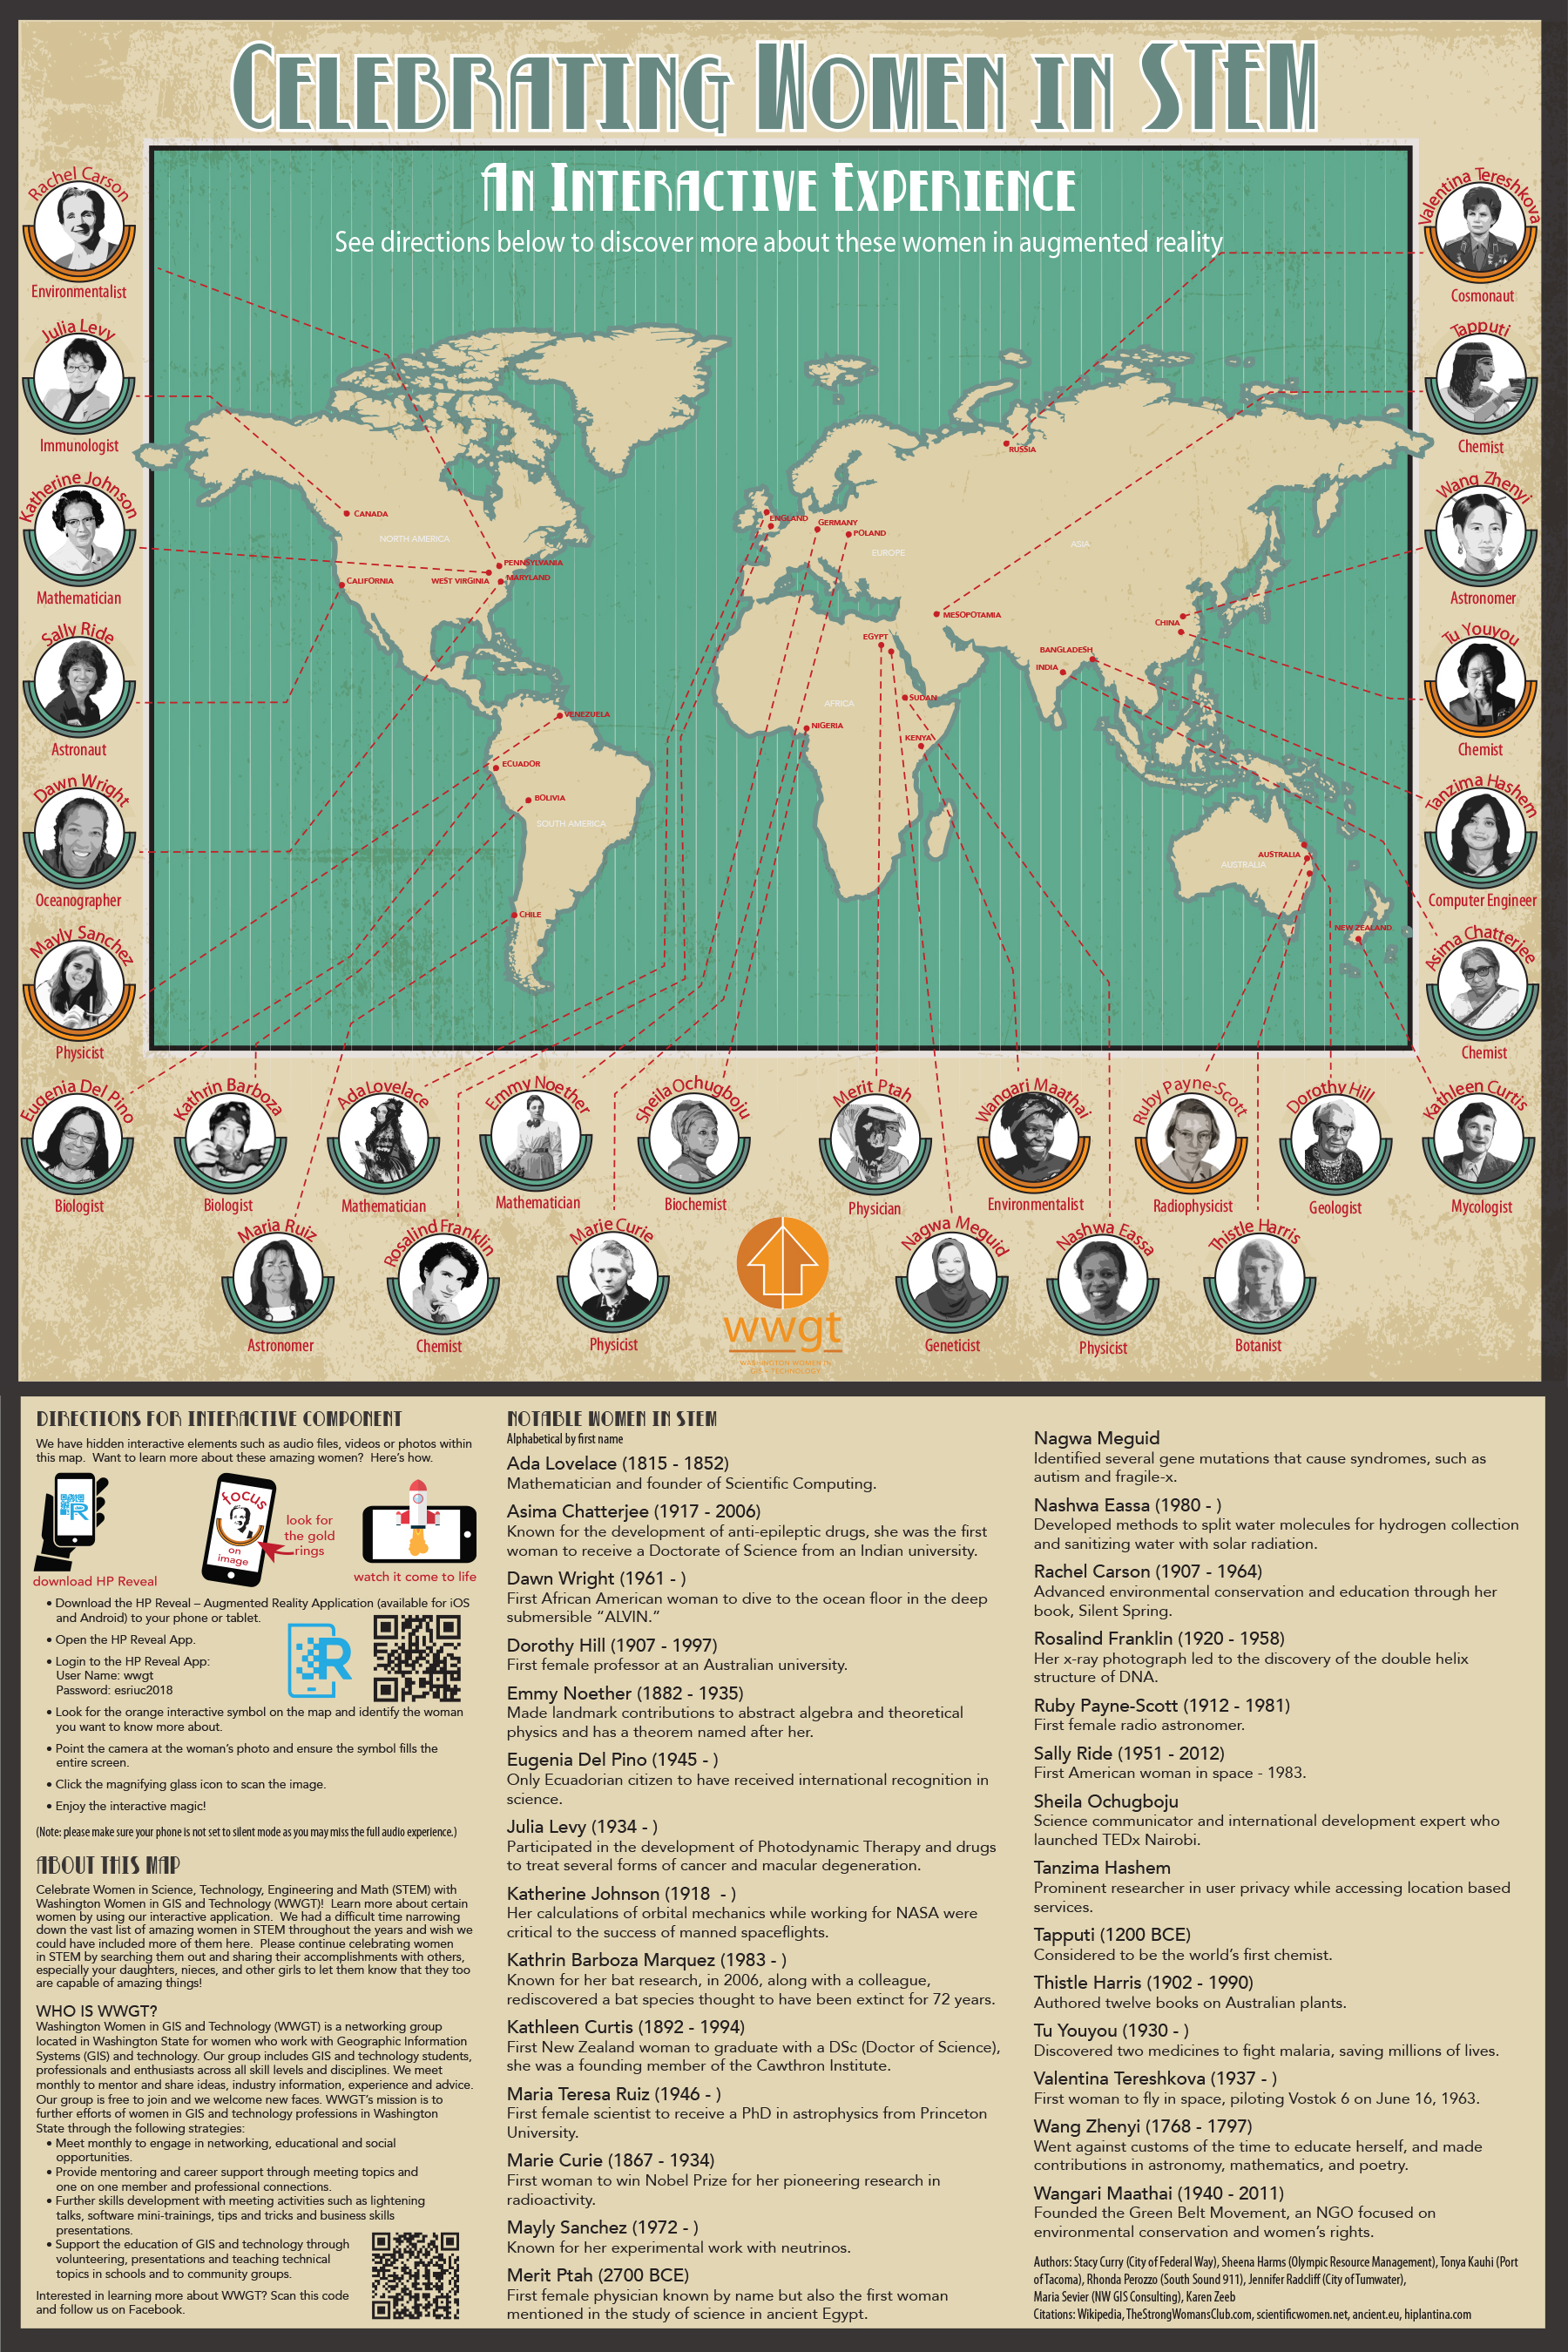 CELEBRATING WOMEN IN STEM
AN INTERACTIVE EXPERIENCE
See directions below to discover more about these women in augmented reality
Rachel Carson
Environmentalist
Julia Levy
Immunologist
Katherine Johnson
Mathematician
Sally Ride
Astronaut
Dawn Wright
Oceanographer
Mayly Sanchez
Physicist
Valentina Tereshkova
Cosmonaut
Tapputi
Chemist
Wang Zhenyi
Astronomer
Tu Youyou
Chemist
Tanzima Hashem
Computer Engineer
Asima Chatterjee
Chemist
RUSSIA
CANADA
NORTH AMERICA
ENGLAND
GERMANY
POLAND
EUROPE
ASIA
PENNSYLVANIA
WEST VIRGINIA
MARYLAND
CALIFORNIA
MESOPOTAMIA
CHINA
EGYPT
BANGLADESH
INDIA
SUDAN
AFRICA
VENEZUELA
NIGERIA
KENYA
ECUADOR
BOLIVIA
SOUTH AMERICA
AUSTRALIA
AUSTRALIA
CHILE
NEW ZEALAND
Eugenia Del Pino
Biologist
Kathrin Barboza
Biologist
Ada Lovelace
Mathematician
Emmy Noether
Mathematician
Sheila Ochugboju
Biochemist
Merit Ptah
Physician
Wangari Maathai
Environmentalist
Ruby Payne-Scott
Radiophysicist
Dorothy Hill
Geologist
Kathleen Curtis
Mycologist
Maria Ruiz
Astronomer
Rosalind Franklin
Chemist
Marie Curie
Physicist
wwgt
WASHINGTON WOMEN IN
GIS + TECHNOLOGY
Nagwa Meguid
Geneticist
Nashwa Eassa
Physicist
Thistle Harris
Botanist
DIRECTIONS FOR INTERACTIVE COMPONENT
We have hidden interactive elements such as audio files, videos or photos within
this map. Want to learn more about these amazing women? Here's how.
R
download HP Reveal
FOCUS
on
image
look for
the gold
rings
watch it come to life
• Download the HP Reveal – Augmented Reality Application (available for iOS
and Android) to your phone or tablet.
• Open the HP Reveal App.
• Login to the HP Reveal App:
User Name: wwgt
Password: esriuc2018
R
• Look for the orange interactive symbol on the map and identify the woman
you want to know more about.
• Point the camera at the woman's photo and ensure the symbol fills the
entire screen.
• Click the magnifying glass icon to scan the image.
• Enjoy the interactive magic!
(Note: please make sure your phone is not set to silent mode as you may miss the full audio experience.)
ABOUT THIS MAP
Celebrate Women in Science, Technology, Engineering and Math (STEM) with
Washington Women in GIS and Technology (WWGT)! Learn more about certain
women by using our interactive application. We had a difficult time narrowing
down the vast list of amazing women in STEM throughout the years and wish we
could have included more of them here. Please continue celebrating women
in STEM by searching them out and sharing their accomplishments with others,
especially your daughters, nieces, and other girls to let them know that they too
are capable of amazing things!
WHO IS WWGT?
Washington Women in GIS and Technology (WWGT) is a networking group
located in Washington State for women who work with Geographic Information
Systems (GIS) and technology. Our group includes GIS and technology students,
professionals and enthusiasts across all skill levels and disciplines. We meet
monthly to mentor and share ideas, industry information, experience and advice.
Our group is free to join and we welcome new faces. WWGT's mission is to
further efforts of women in GIS and technology professions in Washington
State through the following strategies:
• Meet monthly to engage in networking, educational and social
opportunities.
• Provide mentoring and career support through meeting topics and
one on one member and professional connections.
• Further skills development with meeting activities such as lightening
talks, software mini-trainings, tips and tricks and business skills
presentations.
• Support the education of GIS and technology through
volunteering, presentations and teaching technical
topics in schools and to community groups.
Interested in learning more about WWGT? Scan this code
and follow us on Facebook.
NOTABLE WOMEN IN STEM
Alphabetical by first name
Ada Lovelace (1815 - 1852)
Mathematician and founder of Scientific Computing.
Asima Chatterjee (1917 - 2006)
Known for the development of anti-epileptic drugs, she was the first
woman to receive a Doctorate of Science from an Indian university.
Dawn Wright (1961 - )
First African American woman to dive to the ocean floor in the deep
submersible "ALVIN."
Dorothy Hill (1907 - 1997)
First female professor at an Australian university.
Emmy Noether (1882 - 1935)
Made landmark contributions to abstract algebra and theoretical
physics and has a theorem named after her.
Eugenia Del Pino (1945 - )
Only Ecuadorian citizen to have received international recognition in
science.
Julia Levy (1934 - )
Participated in the development of Photodynamic Therapy and drugs
to treat several forms of cancer and macular degeneration.
Katherine Johnson (1918 - )
Her calculations of orbital mechanics while working for NASA were
critical to the success of manned spaceflights.
Kathrin Barboza Marquez (1983 - )
Known for her bat research, in 2006, along with a colleague,
rediscovered a bat species thought to have been extinct for 72 years.
Kathleen Curtis (1892 - 1994)
First New Zealand woman to graduate with a DSc (Doctor of Science),
she was a founding member of the Cawthron Institute.
Maria Teresa Ruiz (1946 - )
First female scientist to receive a PhD in astrophysics from Princeton
University.
Marie Curie (1867 - 1934)
First woman to win Nobel Prize for her pioneering research in
radioactivity.
Mayly Sanchez (1972 - )
Known for her experimental work with neutrinos.
Merit Ptah (2700 BCE)
First female physician known by name but also the first woman
mentioned in the study of science in ancient Egypt.
Nagwa Meguid
Identified several gene mutations that cause syndromes, such as
autism and fragile-x.
Nashwa Eassa (1980 - )
Developed methods to split water molecules for hydrogen collection
and sanitizing water with solar radiation.
Rachel Carson (1907 - 1964)
Advanced environmental conservation and education through her
book, Silent Spring.
Rosalind Franklin (1920 - 1958)
Her x-ray photograph led to the discovery of the double helix
structure of DNA.
Ruby Payne-Scott (1912 - 1981)
First female radio astronomer.
Sally Ride (1951 - 2012)
First American woman in space - 1983.
Sheila Ochugboju
Science communicator and international development expert who
launched TEDx Nairobi.
Tanzima Hashem
Prominent researcher in user privacy while accessing location based
services.
Tapputi (1200 BCE)
Considered to be the world's first chemist.
Thistle Harris (1902 - 1990)
Authored twelve books on Australian plants.
Tu Youyou (1930 - )
Discovered two medicines to fight malaria, saving millions of lives.
Valentina Tereshkova (1937 - )
First woman to fly in space, piloting Vostok 6 on June 16, 1963.
Wang Zhenyi (1768 - 1797)
Went against customs of the time to educate herself, and made
contributions in astronomy, mathematics, and poetry.
Wangari Maathai (1940 - 2011)
Founded the Green Belt Movement, an NGO focused on
environmental conservation and women's rights.
Authors: Stacy Curry (City of Federal Way), Sheena Harms (Olympic Resource Management), Tonya Kauhi (Port
of Tacoma), Rhonda Perozzo (South Sound 911), Jennifer Radcliff (City of Tumwater),
Maria Sevier (NW GIS Consulting), Karen Zeeb
Citations: Wikipedia, TheStrongWomansClub.com, scientificwomen.net, ancient.eu, hiplantina.com